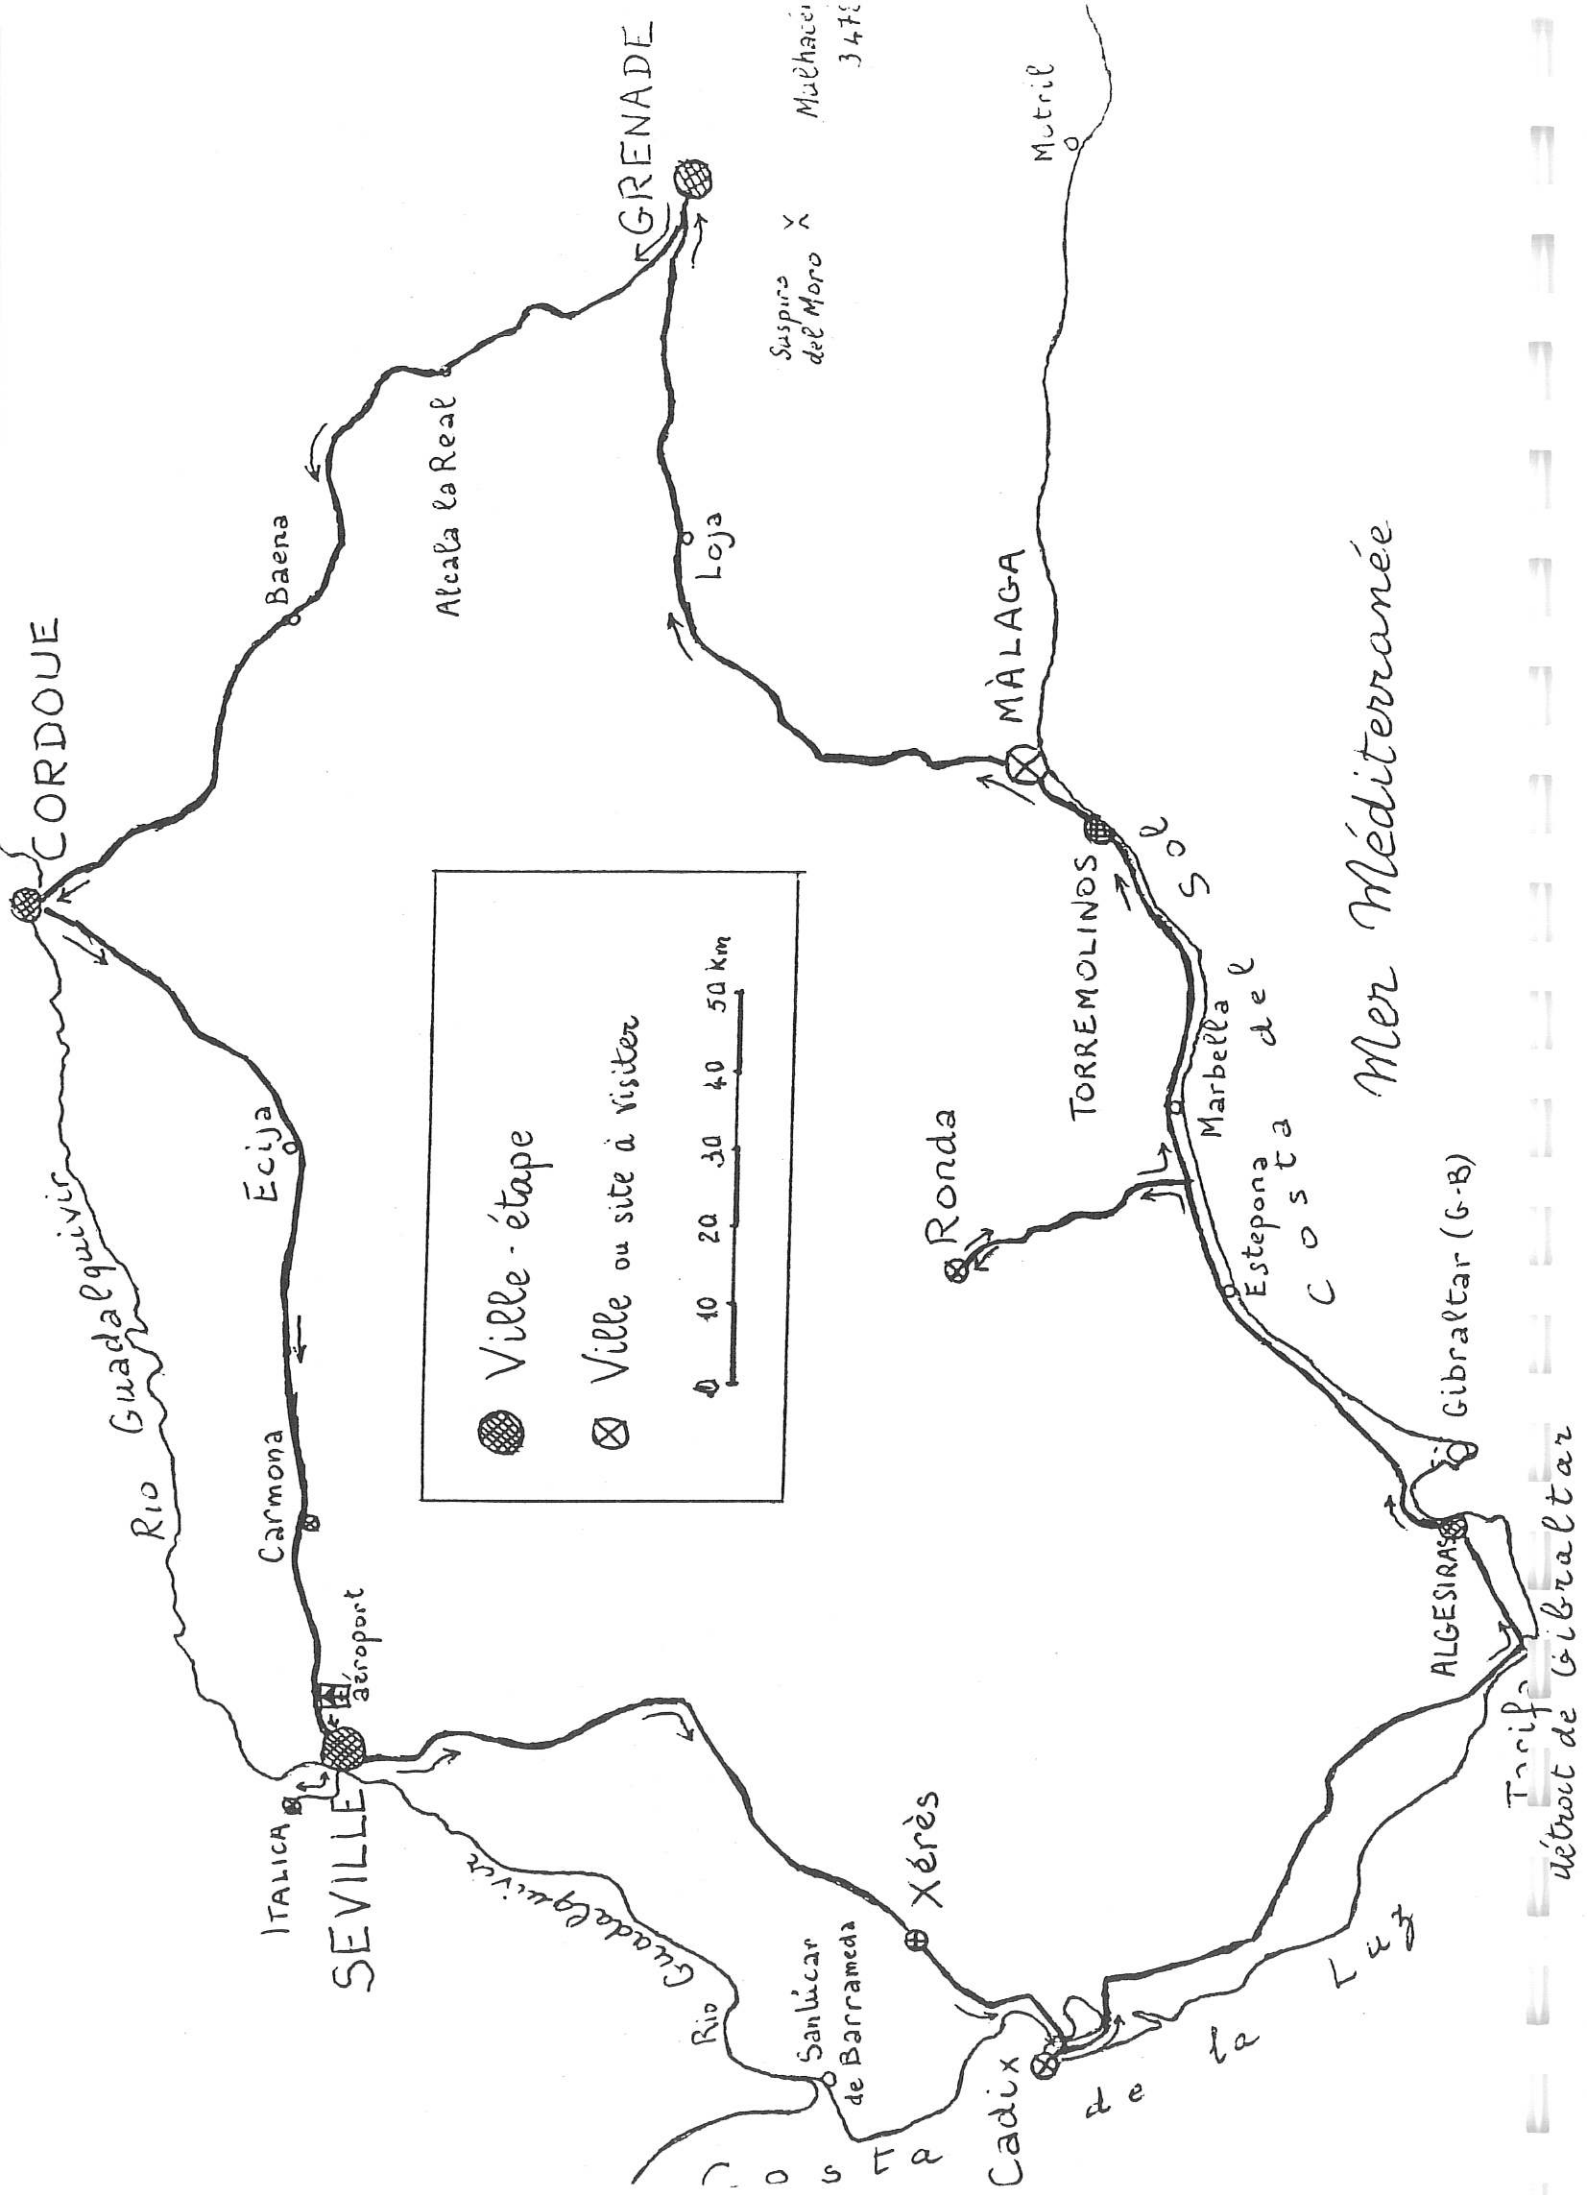 CORDOUE
Rio Guadalquivir
Baena
Ecija
Carmona
ITALICA
SEVILLE
aéroport
Alcala la Real
GRENADE
Loja
Mulhacén
Suspiro
del Moro
Ville-étape
Ville ou site à visiter
0 10 20 30 40 50 km
Rio Guadalquivir
Sanlúcar
de Barrameda
Xérès
Cadix
Ronda
MÀLAGA
Motril
TORREMOLINOS
Marbella
Estepona
Costa del Sol
Gibraltar (G-B)
ALGESIRAS
Tarifa
Costa de la Luz
détroit de Gibraltar
Mer Méditerranée